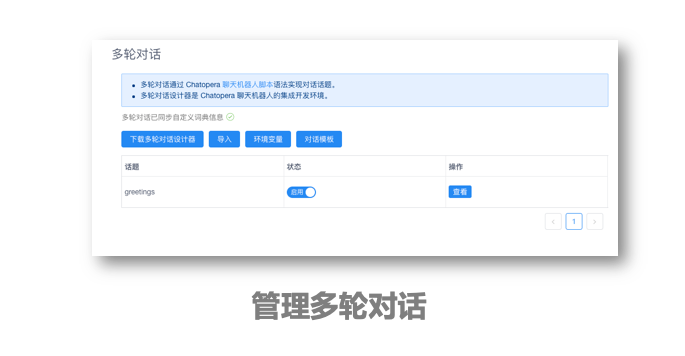 多轮对话
多轮对话通过 Chatopera 聊天机器人脚本语法实现对话话题。
多轮对话设计器是 Chatopera 聊天机器人的集成开发环境。
多轮对话已同步自定义词典信息
下载多轮对话设计器 导入 环境变量 对话模板
话题 状态 操作
greetings 启用 查看
1
管理多轮对话